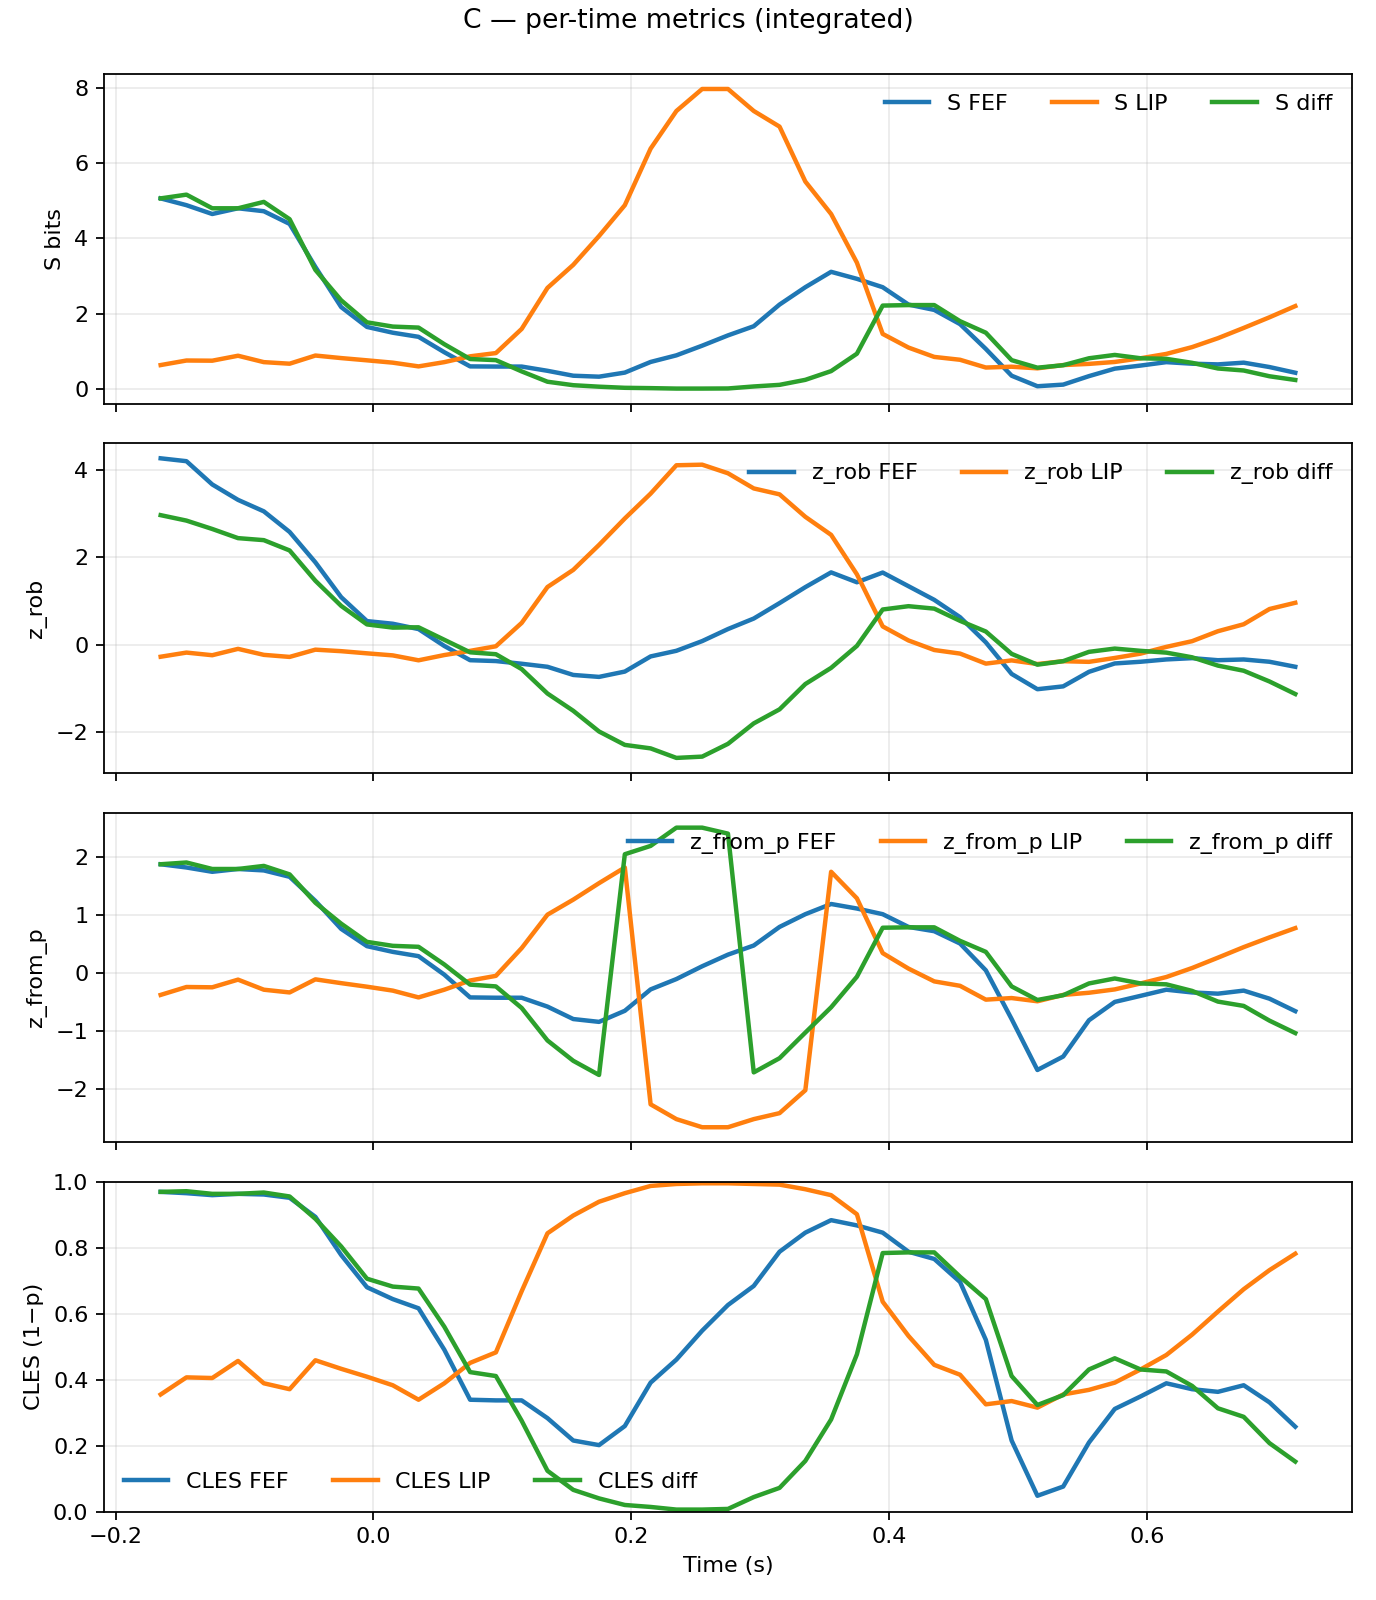 C — per-time metrics (integrated)
8
6
4
2
0
S bits
S FEF S LIP S diff
4
2
0
−2
z_rob
z_rob FEF z_rob LIP z_rob diff
2
1
0
−1
−2
z_from_p
z_from_p FEF z_from_p LIP z_from_p diff
1.0
0.8
0.6
0.4
0.2
0.0
CLES (1−p)
CLES FEF CLES LIP CLES diff
−0.2 0.0 0.2 0.4 0.6
Time (s)